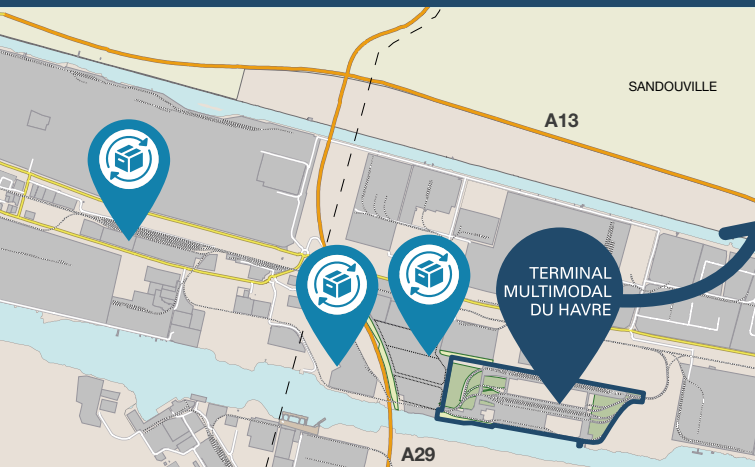 SANDOUVILLE
A13
TERMINAL
MULTIMODAL
DU HAVRE
A29